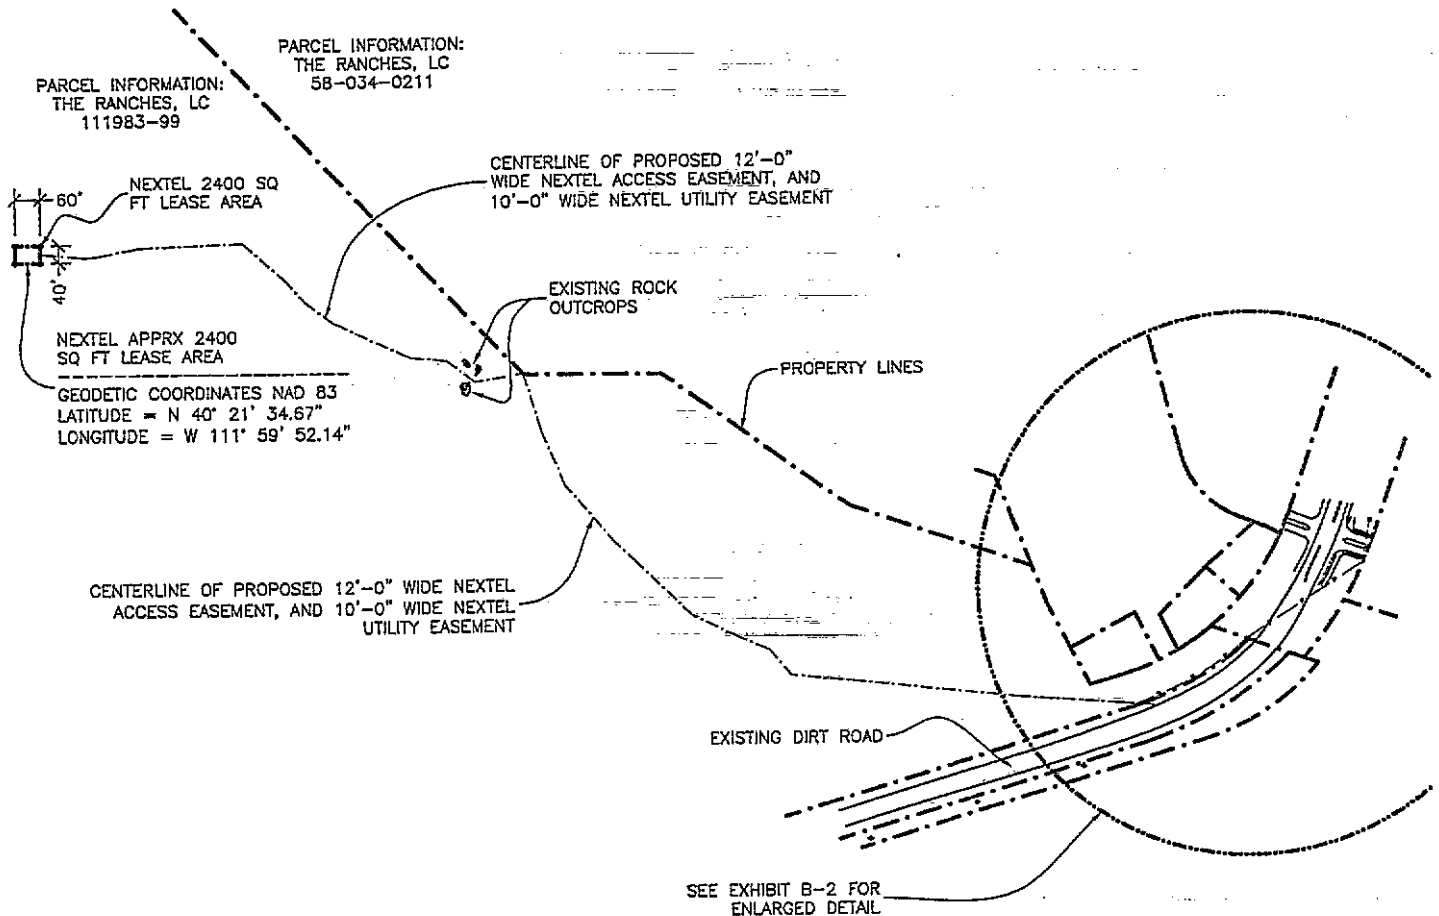 PARCEL INFORMATION:
THE RANCHES, LC
58-034-0211
PARCEL INFORMATION:
THE RANCHES, LC
111983-99
60'
NEXTEL 2400 SQ
FT LEASE AREA
40'
CENTERLINE OF PROPOSED 12'-0"
WIDE NEXTEL ACCESS EASEMENT, AND
10'-0" WIDE NEXTEL UTILITY EASEMENT
EXISTING ROCK
OUTCROPS
NEXTEL APPRX 2400
SQ FT LEASE AREA
GEODETIC COORDINATES NAD 83
LATITUDE = N 40° 21' 34.67"
LONGITUDE = W 111° 59' 52.14"
PROPERTY LINES
CENTERLINE OF PROPOSED 12'-0" WIDE NEXTEL
ACCESS EASEMENT, AND 10'-0" WIDE NEXTEL
UTILITY EASEMENT
EXISTING DIRT ROAD
SEE EXHIBIT B-2 FOR
ENLARGED DETAIL